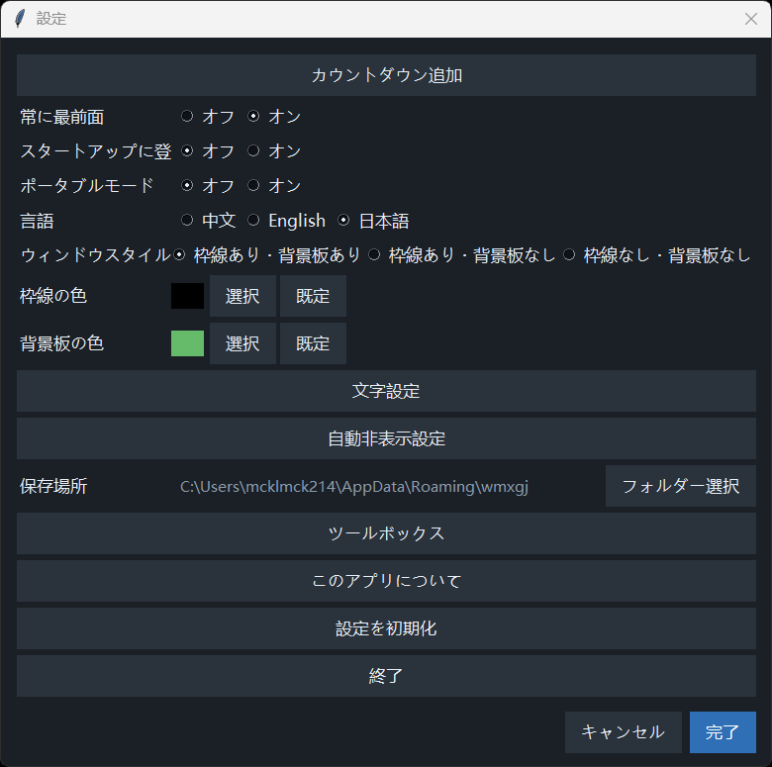 設定
カウントダウン追加
常に最前面 オフ オン
スタートアップに登 オフ オン
ポータブルモード オフ オン
言語 中文 English 日本語
ウィンドウスタイル 枠線あり・背景板あり 枠線あり・背景板なし 枠線なし・背景板なし
枠線の色 選択 既定
背景板の色 選択 既定
文字設定
自動非表示設定
保存場所 C:\Users\mcklmck214\AppData\Roaming\wmxgj フォルダー選択
ツールボックス
このアプリについて
設定を初期化
終了
キャンセル 完了